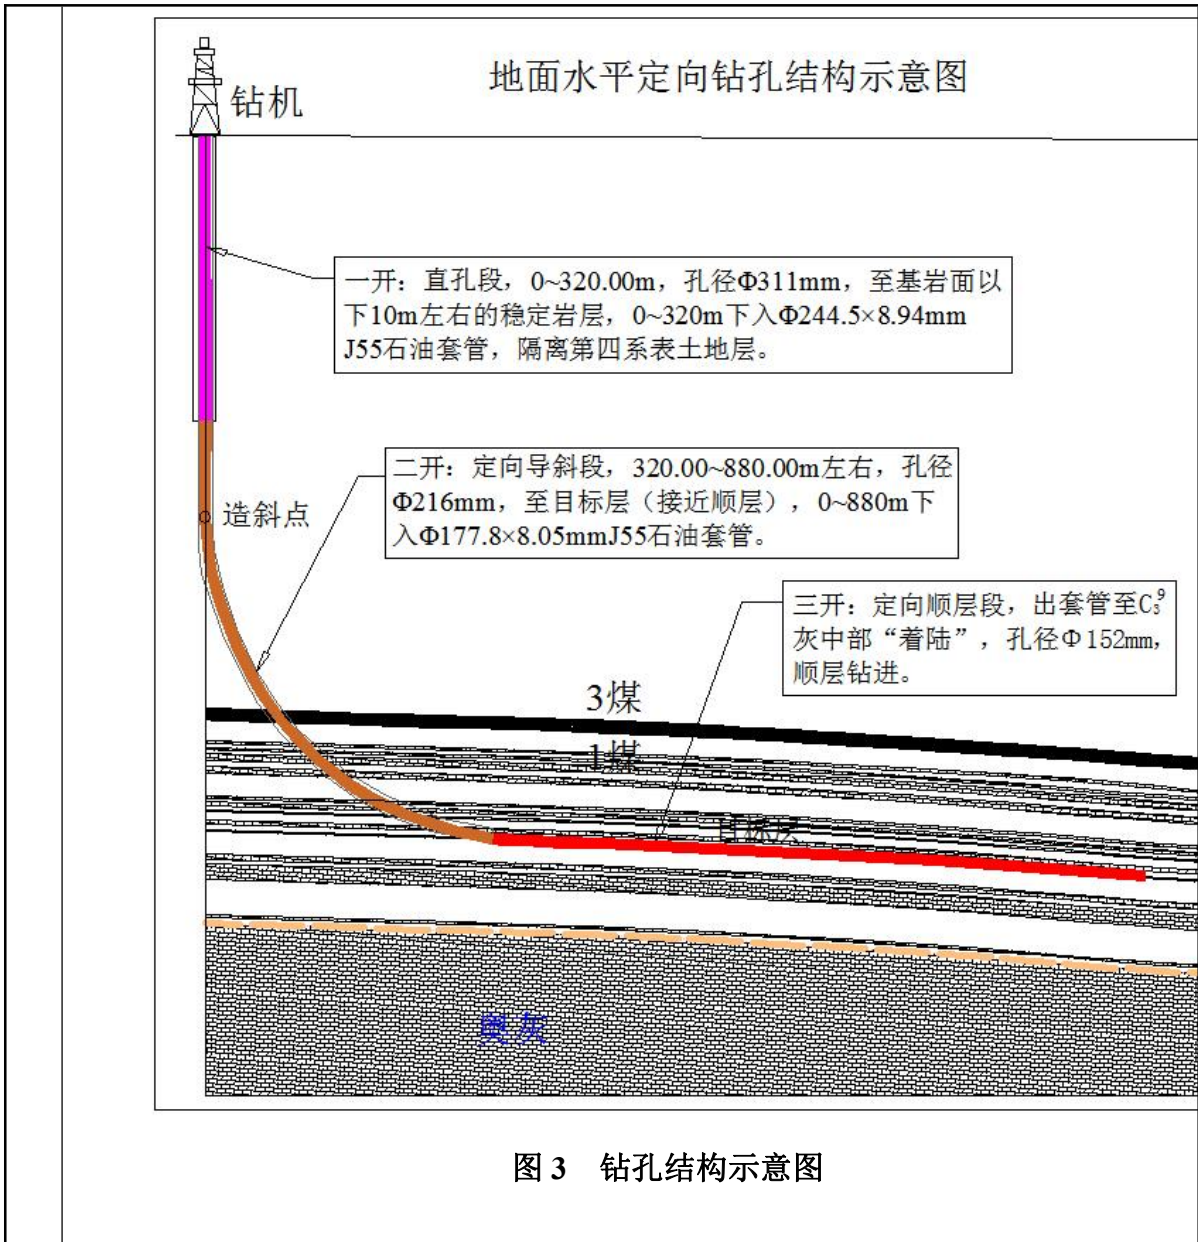 地面水平定向钻孔结构示意图
钻机
一开：直孔段，0~320.00m，孔径Φ311mm，至基岩面以
下10m左右的稳定岩层，0~320m下入Φ244.5×8.94mm
J55石油套管，隔离第四系表土地层。
二开：定向导斜段，320.00~880.00m左右，孔径
Φ216mm，至目标层（接近顺层），0~880m下
入Φ177.8×8.05mmJ55石油套管。
造斜点
三开：定向顺层段，出套管至C₃⁹
灰中部“着陆”，孔径Φ152mm，
顺层钻进。
3煤
1煤
目标层
奥灰
图 3 钻孔结构示意图